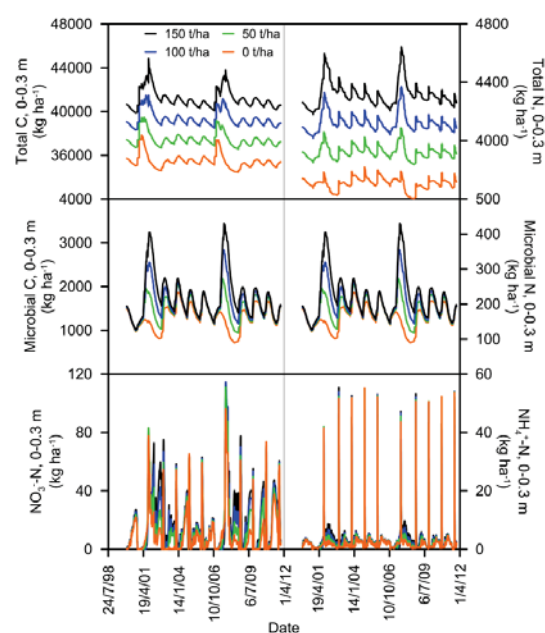 150 t/ha 50 t/ha
100 t/ha 0 t/ha
Total C, 0-0.3 m
(kg ha⁻¹)
48000
44000
40000
36000
4000
4800
4400
4000
500
Total N, 0-0.3 m
(kg ha⁻¹)
Microbial C, 0-0.3 m
(kg ha⁻¹)
3000
2000
1000
400
300
200
100
Microbial N, 0-0.3 m
(kg ha⁻¹)
NO₃⁻-N, 0-0.3 m
(kg ha⁻¹)
120
80
40
0
60
40
20
0
NH₄⁺-N, 0-0.3 m
(kg ha⁻¹)
24/7/98
19/4/01
14/1/04
10/10/06
6/7/09
1/4/12
19/4/01
14/1/04
10/10/06
6/7/09
1/4/12
Date